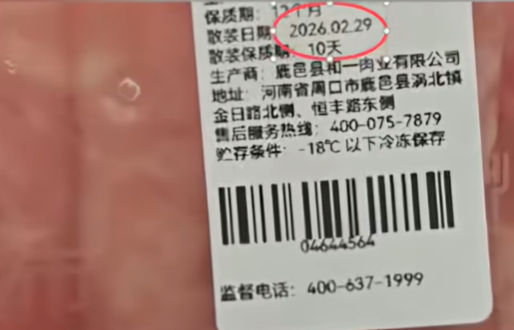 保质期：12个月
散装日期：2026.02.29
散装保质期：10天
生产商：鹿邑县和一肉业有限公司
地址：河南省周口市鹿邑县涡北镇
金日路北侧、恒丰路东侧
售后服务热线：400-075-7879
贮存条件：-18℃以下冷冻保存
04644564
监督电话：400-637-1999